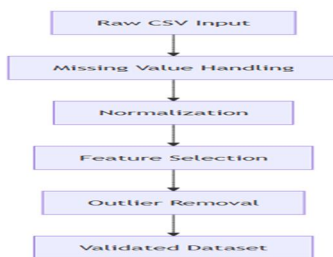 Raw CSV Input
Missing Value Handling
Normalization
Feature Selection
Outlier Removal
Validated Dataset